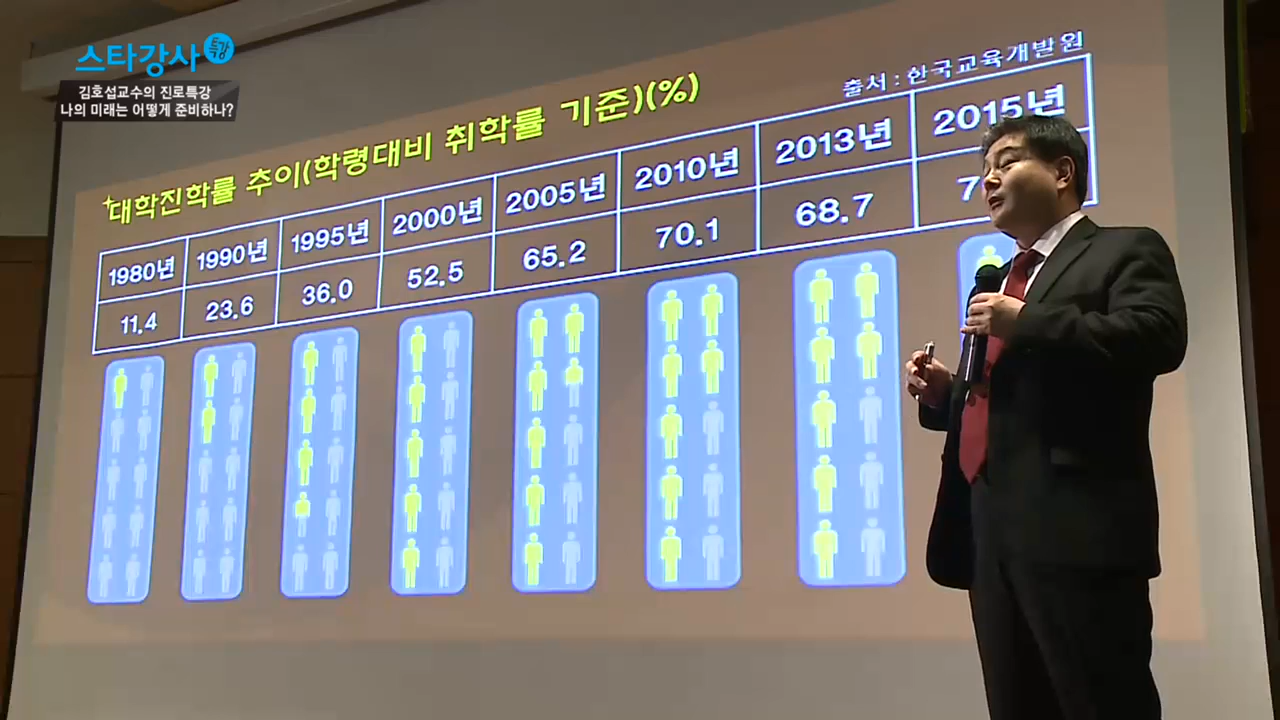 스타강사 특강
김호섭교수의 진로특강
나의 미래는 어떻게 준비하나?
출서 : 한국교육개발원
대학진학률 추이(학령대비 취학률 기준)(%)
1980년 1990년 1995년 2000년 2005년 2010년 2013년 2015년
11.4 23.6 36.0 52.5 65.2 70.1 68.7